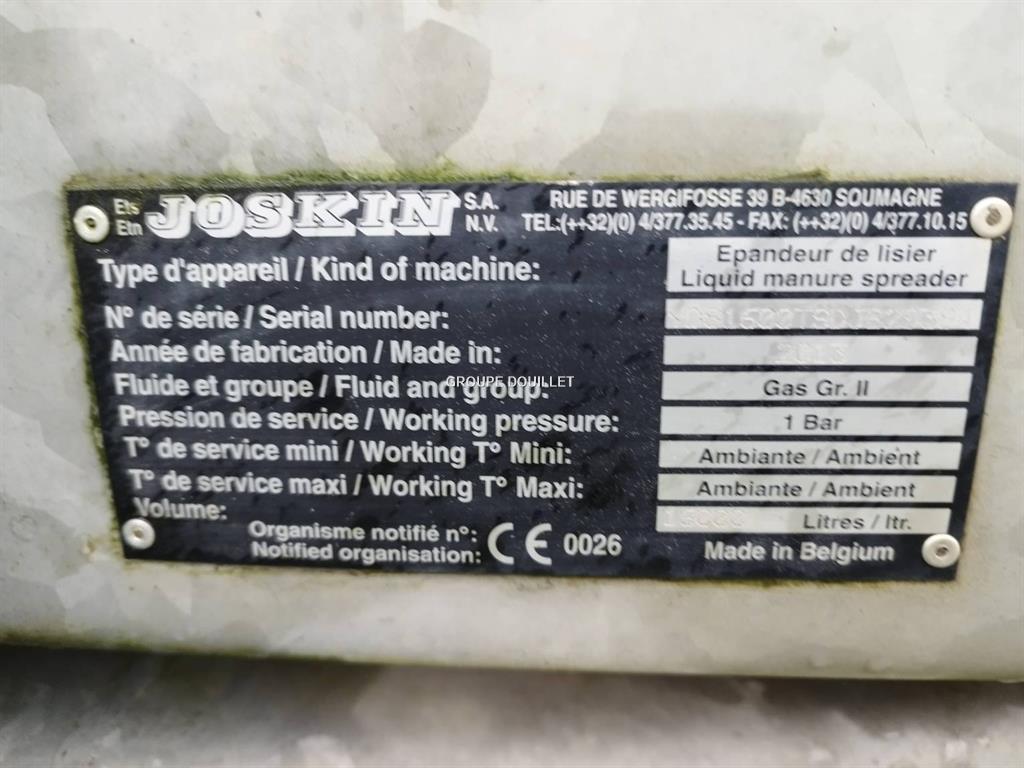 Ets
Etn
JOSKIN S.A.
N.V.
RUE DE WERGIFOSSE 39 B-4630 SOUMAGNE
TEL:(++32)(0) 4/377.35.45 - FAX: (++32)(0) 4/377.10.15
Type d'appareil / Kind of machine:
Epandeur de lisier
Liquid manure spreader
N° de série / Serial number:
Année de fabrication / Made in: 2013
Fluide et groupe / Fluid and group: Gas Gr. II
GROUPE DOUILLET
Pression de service / Working pressure: 1 Bar
T° de service mini / Working T° Mini: Ambiante / Ambient
T° de service maxi / Working T° Maxi: Ambiante / Ambient
Volume: Litres / ltr.
Organisme notifié n°:
Notified organisation: CE 0026
Made in Belgium